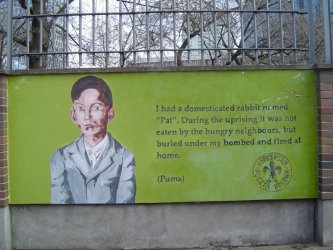 I had a domesticated rabbit named
"Pat". During the uprising it was not
eaten by the hungry neighbours, but
buried under my bombed and fired at
home.
(Puma)